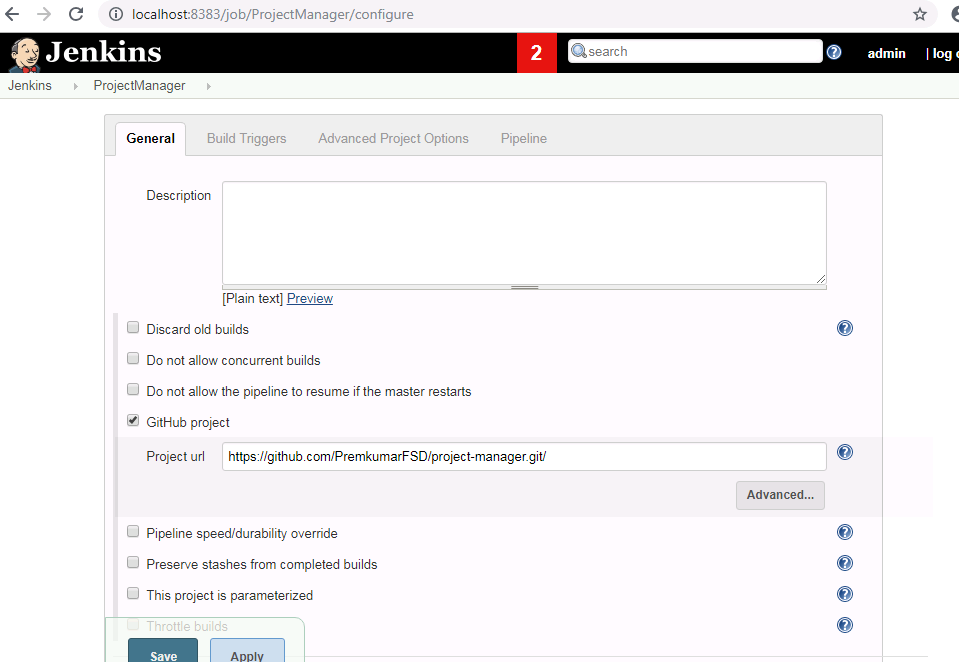 localhost:8383/job/ProjectManager/configure
Jenkins 2 search admin | log
Jenkins ProjectManager
General Build Triggers Advanced Project Options Pipeline
Description
[Plain text] Preview
Discard old builds
Do not allow concurrent builds
Do not allow the pipeline to resume if the master restarts
GitHub project
Project url https://github.com/PremkumarFSD/project-manager.git/
Advanced...
Pipeline speed/durability override
Preserve stashes from completed builds
This project is parameterized
Throttle builds
Save Apply